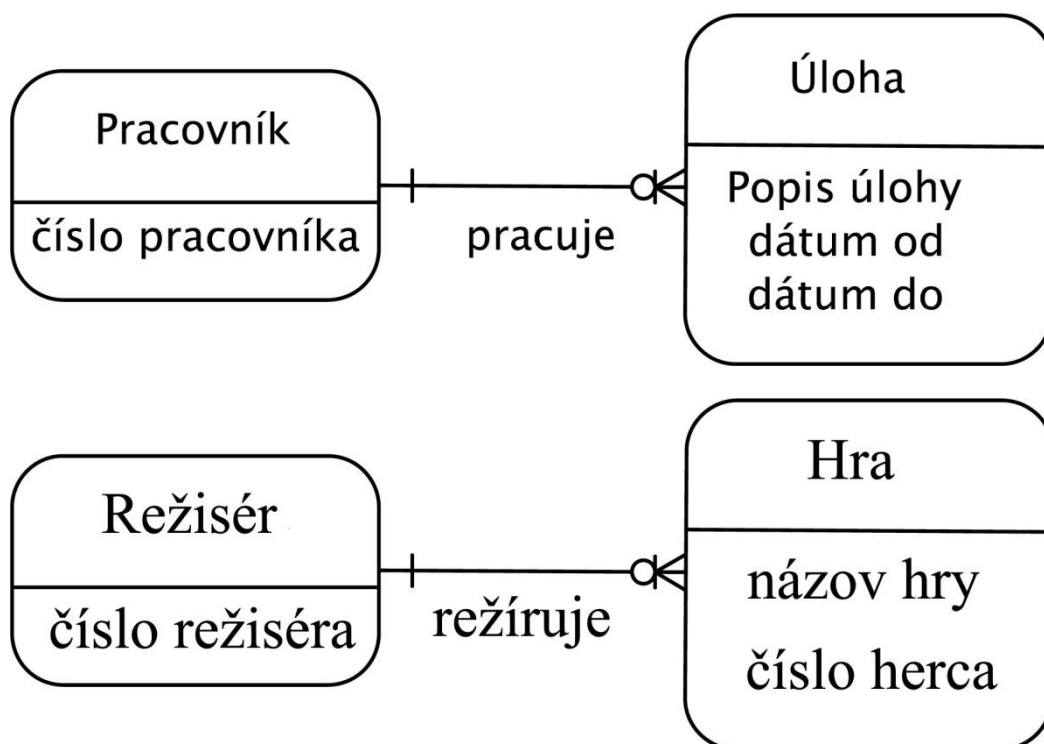 Pracovník
číslo pracovníka
pracuje
Úloha
Popis úlohy
dátum od
dátum do
Režisér
číslo režiséra
režíruje
Hra
názov hry
číslo herca